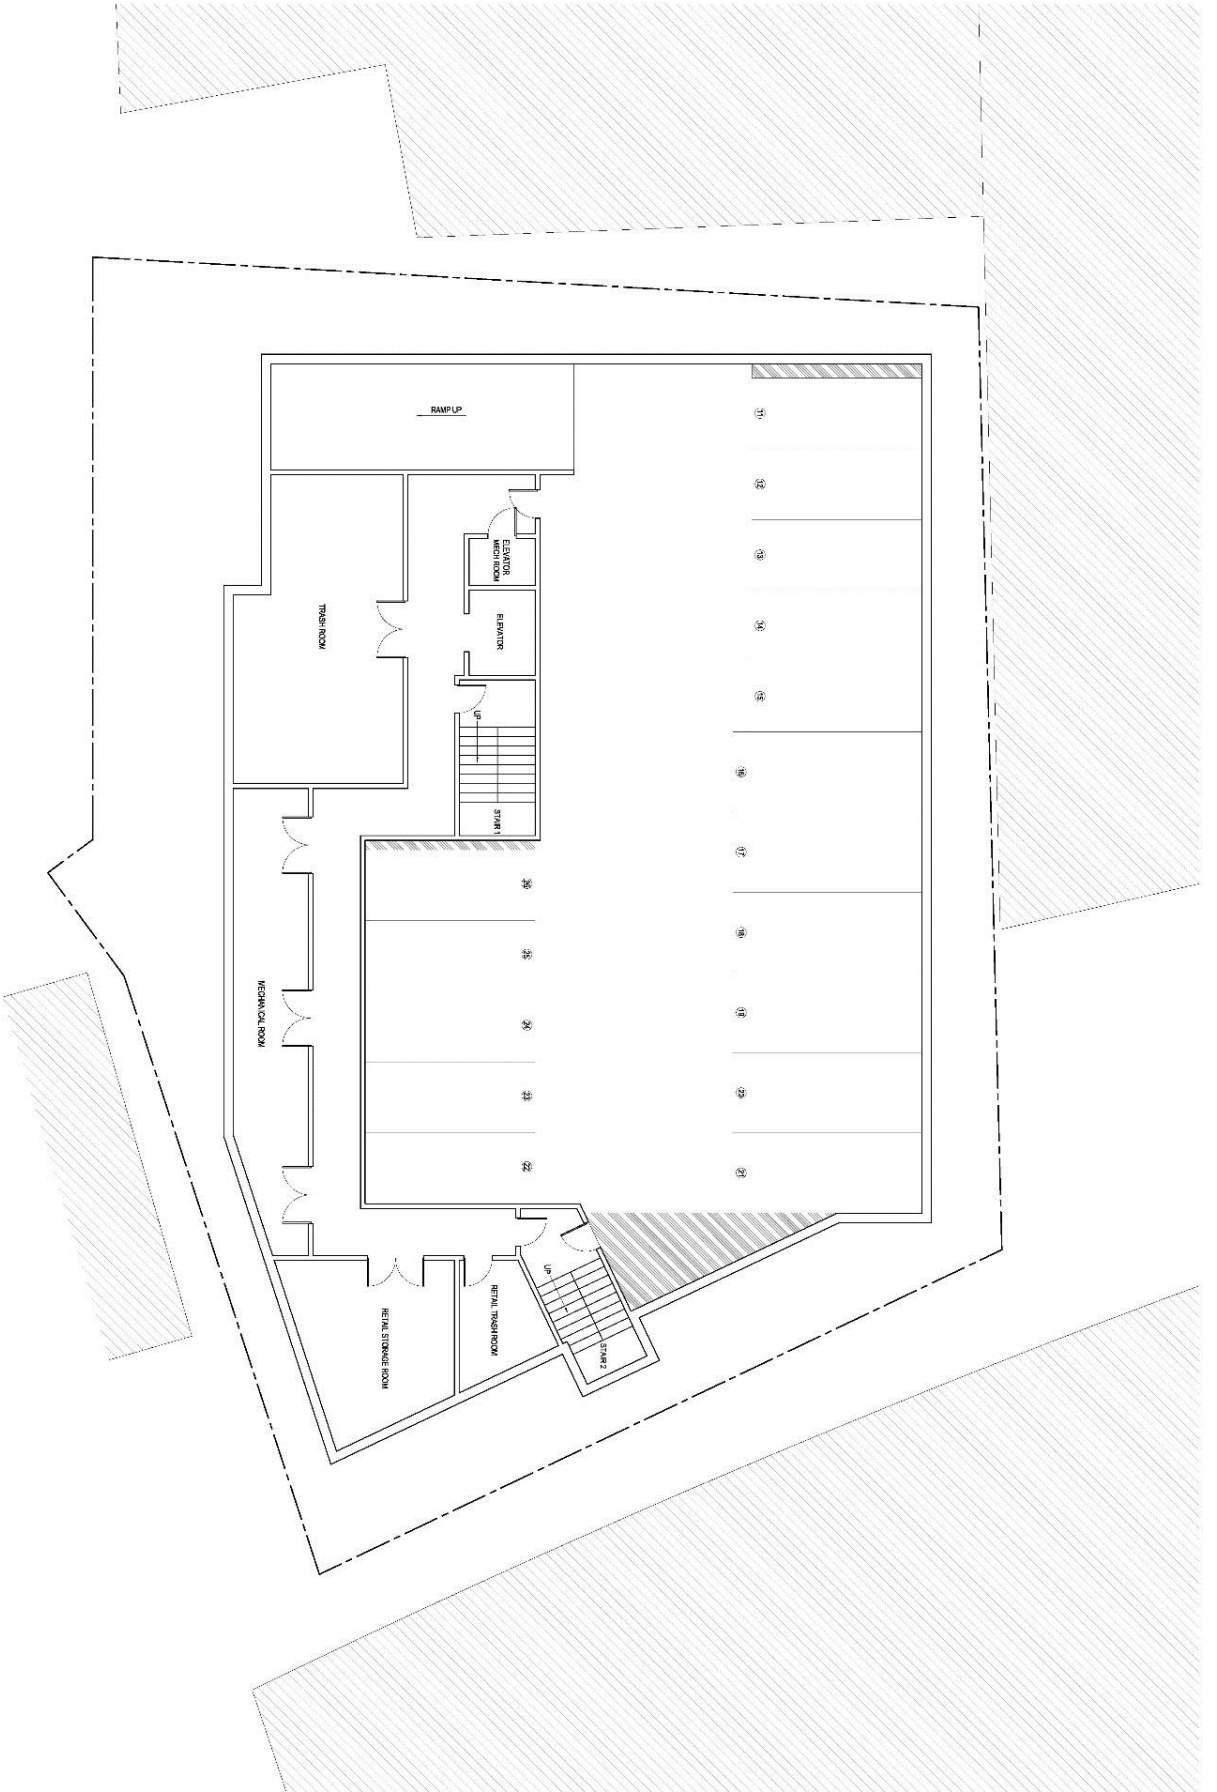 RAMP UP
11
12
13
14
15
16
17
18
19
20
21
ELEVATOR
MECH ROOM
ELEVATOR
TRASH ROOM
UP
STAIR 1
26
25
24
23
22
MECHANICAL ROOM
UP
STAIR 2
RETAIL TRASH ROOM
RETAIL STORAGE ROOM